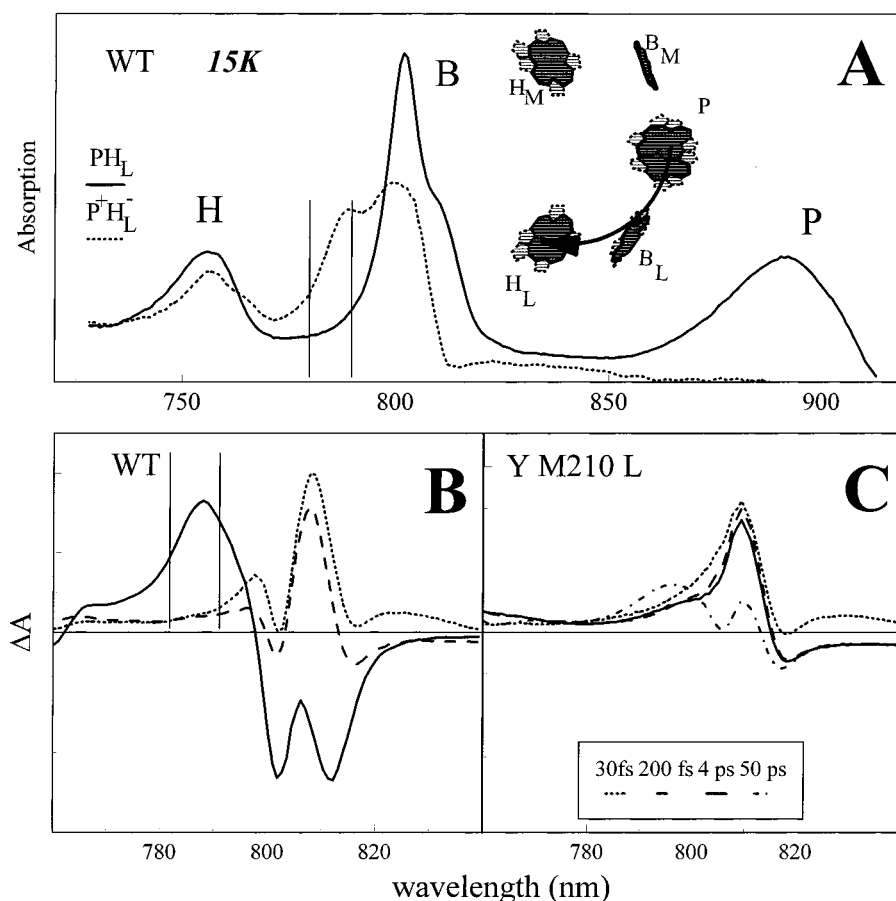 WT 15K
B
A
H_M
B_M
P
PH_L
P^+H_L^-
H
P
H_L
B_L
Absorption
750 800 850 900
WT
B
Y M210 L
C
ΔA
30fs 200 fs 4 ps 50 ps
780 800 820 780 800 820
wavelength (nm)